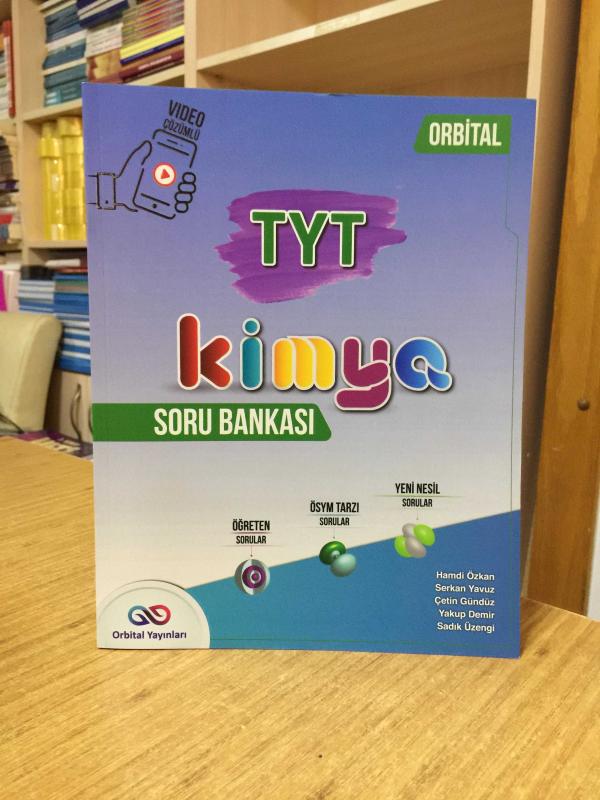 VIDEO
ÇÖZÜMLÜ
ORBİTAL
TYT
kimya
SORU BANKASI
ÖĞRETEN
SORULAR
ÖSYM TARZI
SORULAR
YENİ NESİL
SORULAR
Hamdi Özkan
Serkan Yavuz
Çetin Gündüz
Yakup Demir
Sadık Üzengi
Orbital Yayınları